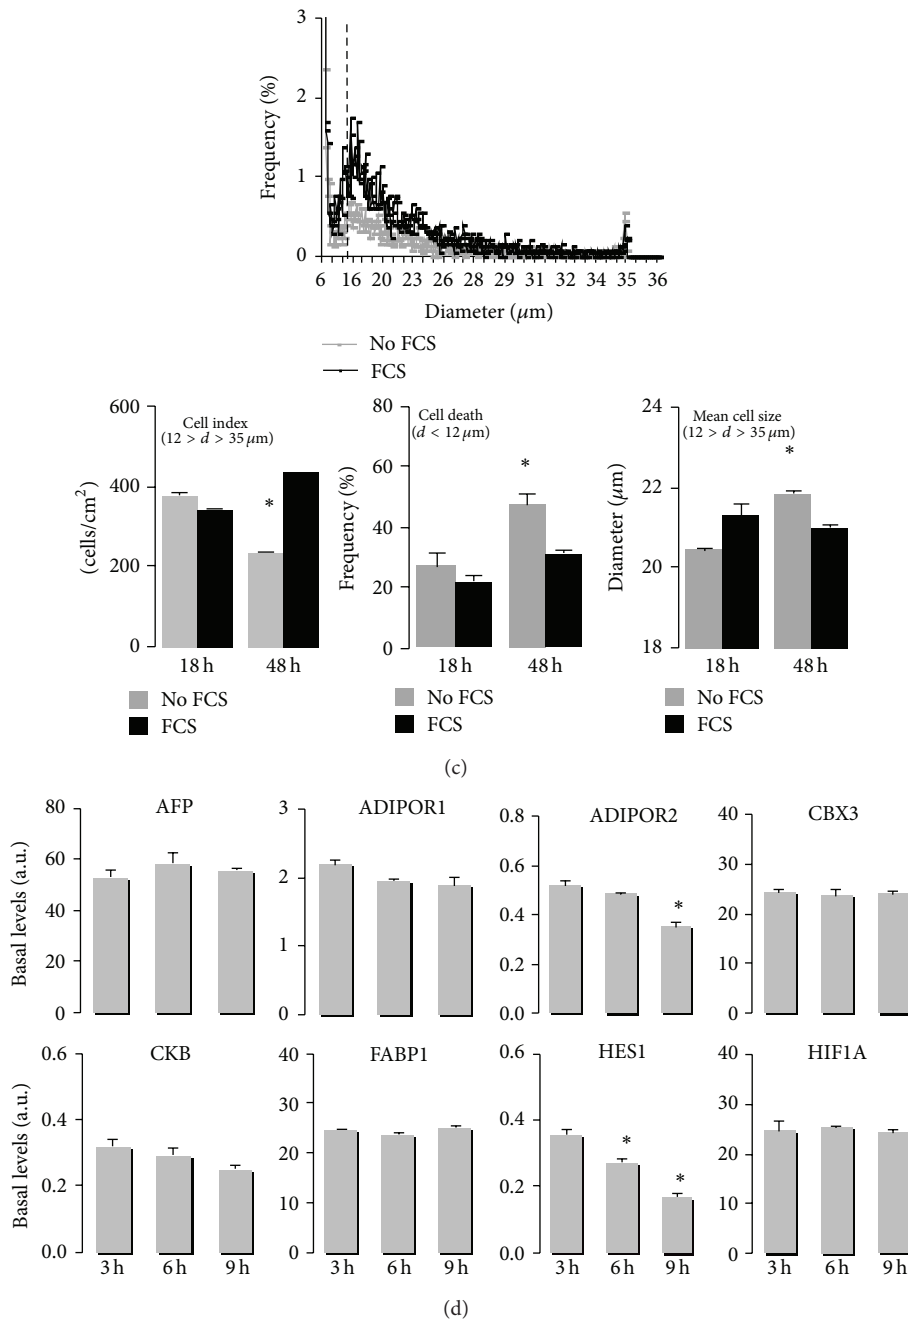 3
2
1
0
Frequency (%)
6 16 20 23 26 28 29 31 32 34 35 36
Diameter (μm)
No FCS
FCS
600
400
200
0
(cells/cm²)
Cell index
(12 > d > 35 μm)
*
18 h 48 h
No FCS
FCS
80
60
40
20
0
Frequency (%)
Cell death
(d < 12 μm)
*
18 h 48 h
No FCS
FCS
24
22
20
18
Diameter (μm)
Mean cell size
(12 > d > 35 μm)
*
18 h 48 h
No FCS
FCS
(c)
AFP
80
60
40
20
0
Basal levels (a.u.)
ADIPOR1
3
2
1
0
ADIPOR2
0.8
0.6
0.4
0.2
0.0
*
CBX3
40
30
20
10
0
CKB
0.6
0.4
0.2
0.0
Basal levels (a.u.)
3 h 6 h 9 h
FABP1
40
30
20
10
0
3 h 6 h 9 h
HES1
0.6
0.4
0.2
0.0
*
*
3 h 6 h 9 h
HIF1A
40
30
20
10
0
3 h 6 h 9 h
(d)